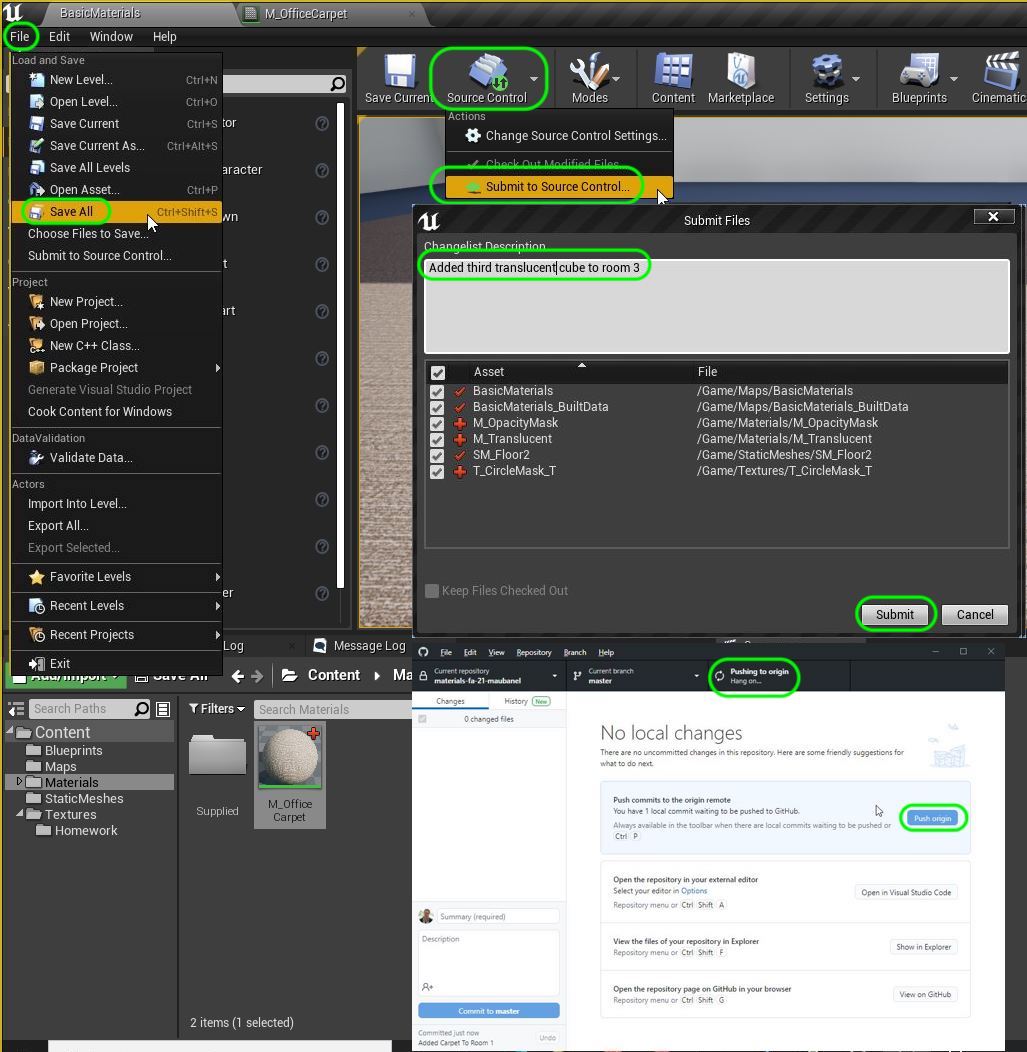 BasicMaterials
M_OfficeCarpet
File Edit Window Help
Load and Save
New Level... Ctrl+N
Open Level... Ctrl+O
Save Current Ctrl+S
Save Current As... Ctrl+Alt+S
Save All Levels
Open Asset... Ctrl+P
Save All Ctrl+Shift+S
Choose Files to Save...
Submit to Source Control...
Project
New Project...
Open Project...
New C++ Class...
Package Project
Generate Visual Studio Project
Cook Content for Windows
DataValidation
Validate Data...
Actors
Import Into Level...
Export All...
Export Selected...
Favorite Levels
Recent Levels
Recent Projects
Exit
tor
aracter
wn
t
art
er
Save Current
Source Control
Modes
Content
Marketplace
Settings
Blueprints
Cinematic
Actions
Change Source Control Settings...
Check Out Modified Files
Submit to Source Control...
Submit Files
Changelist Description
Added third translucent cube to room 3
Asset File
BasicMaterials /Game/Maps/BasicMaterials
BasicMaterials_BuiltData /Game/Maps/BasicMaterials_BuiltData
M_OpacityMask /Game/Materials/M_OpacityMask
M_Translucent /Game/Materials/M_Translucent
SM_Floor2 /Game/StaticMeshes/SM_Floor2
T_CircleMask_T /Game/Textures/T_CircleMask_T
Keep Files Checked Out
Submit Cancel
Log
Message Log
Add/Import
Save All
Content
Ma
Search Paths
Filters
Search Materials
Content
Blueprints
Maps
Materials
StaticMeshes
Textures
Homework
Supplied
M_Office
Carpet
2 items (1 selected)
File Edit View Repository Branch Help
Current repository
materials-fa-21-maubanel
Current branch
master
Pushing to origin
Hang on...
Changes History New
0 changed files
No local changes
There are no uncommitted changes in this repository. Here are some friendly suggestions for
what to do next.
Push commits to the origin remote
You have 1 local commit waiting to be pushed to GitHub.
Always available in the toolbar when there are local commits waiting to be pushed or
Ctrl P
Push origin
Open the repository in your external editor
Select your editor in Options
Repository menu or Ctrl Shift A
Open in Visual Studio Code
View the files of your repository in Explorer
Repository menu or Ctrl Shift F
Show in Explorer
Open the repository page on GitHub in your browser
Repository menu or Ctrl Shift G
View on GitHub
Summary (required)
Description
Commit to master
Committed just now
Added Carpet To Room 1
Undo